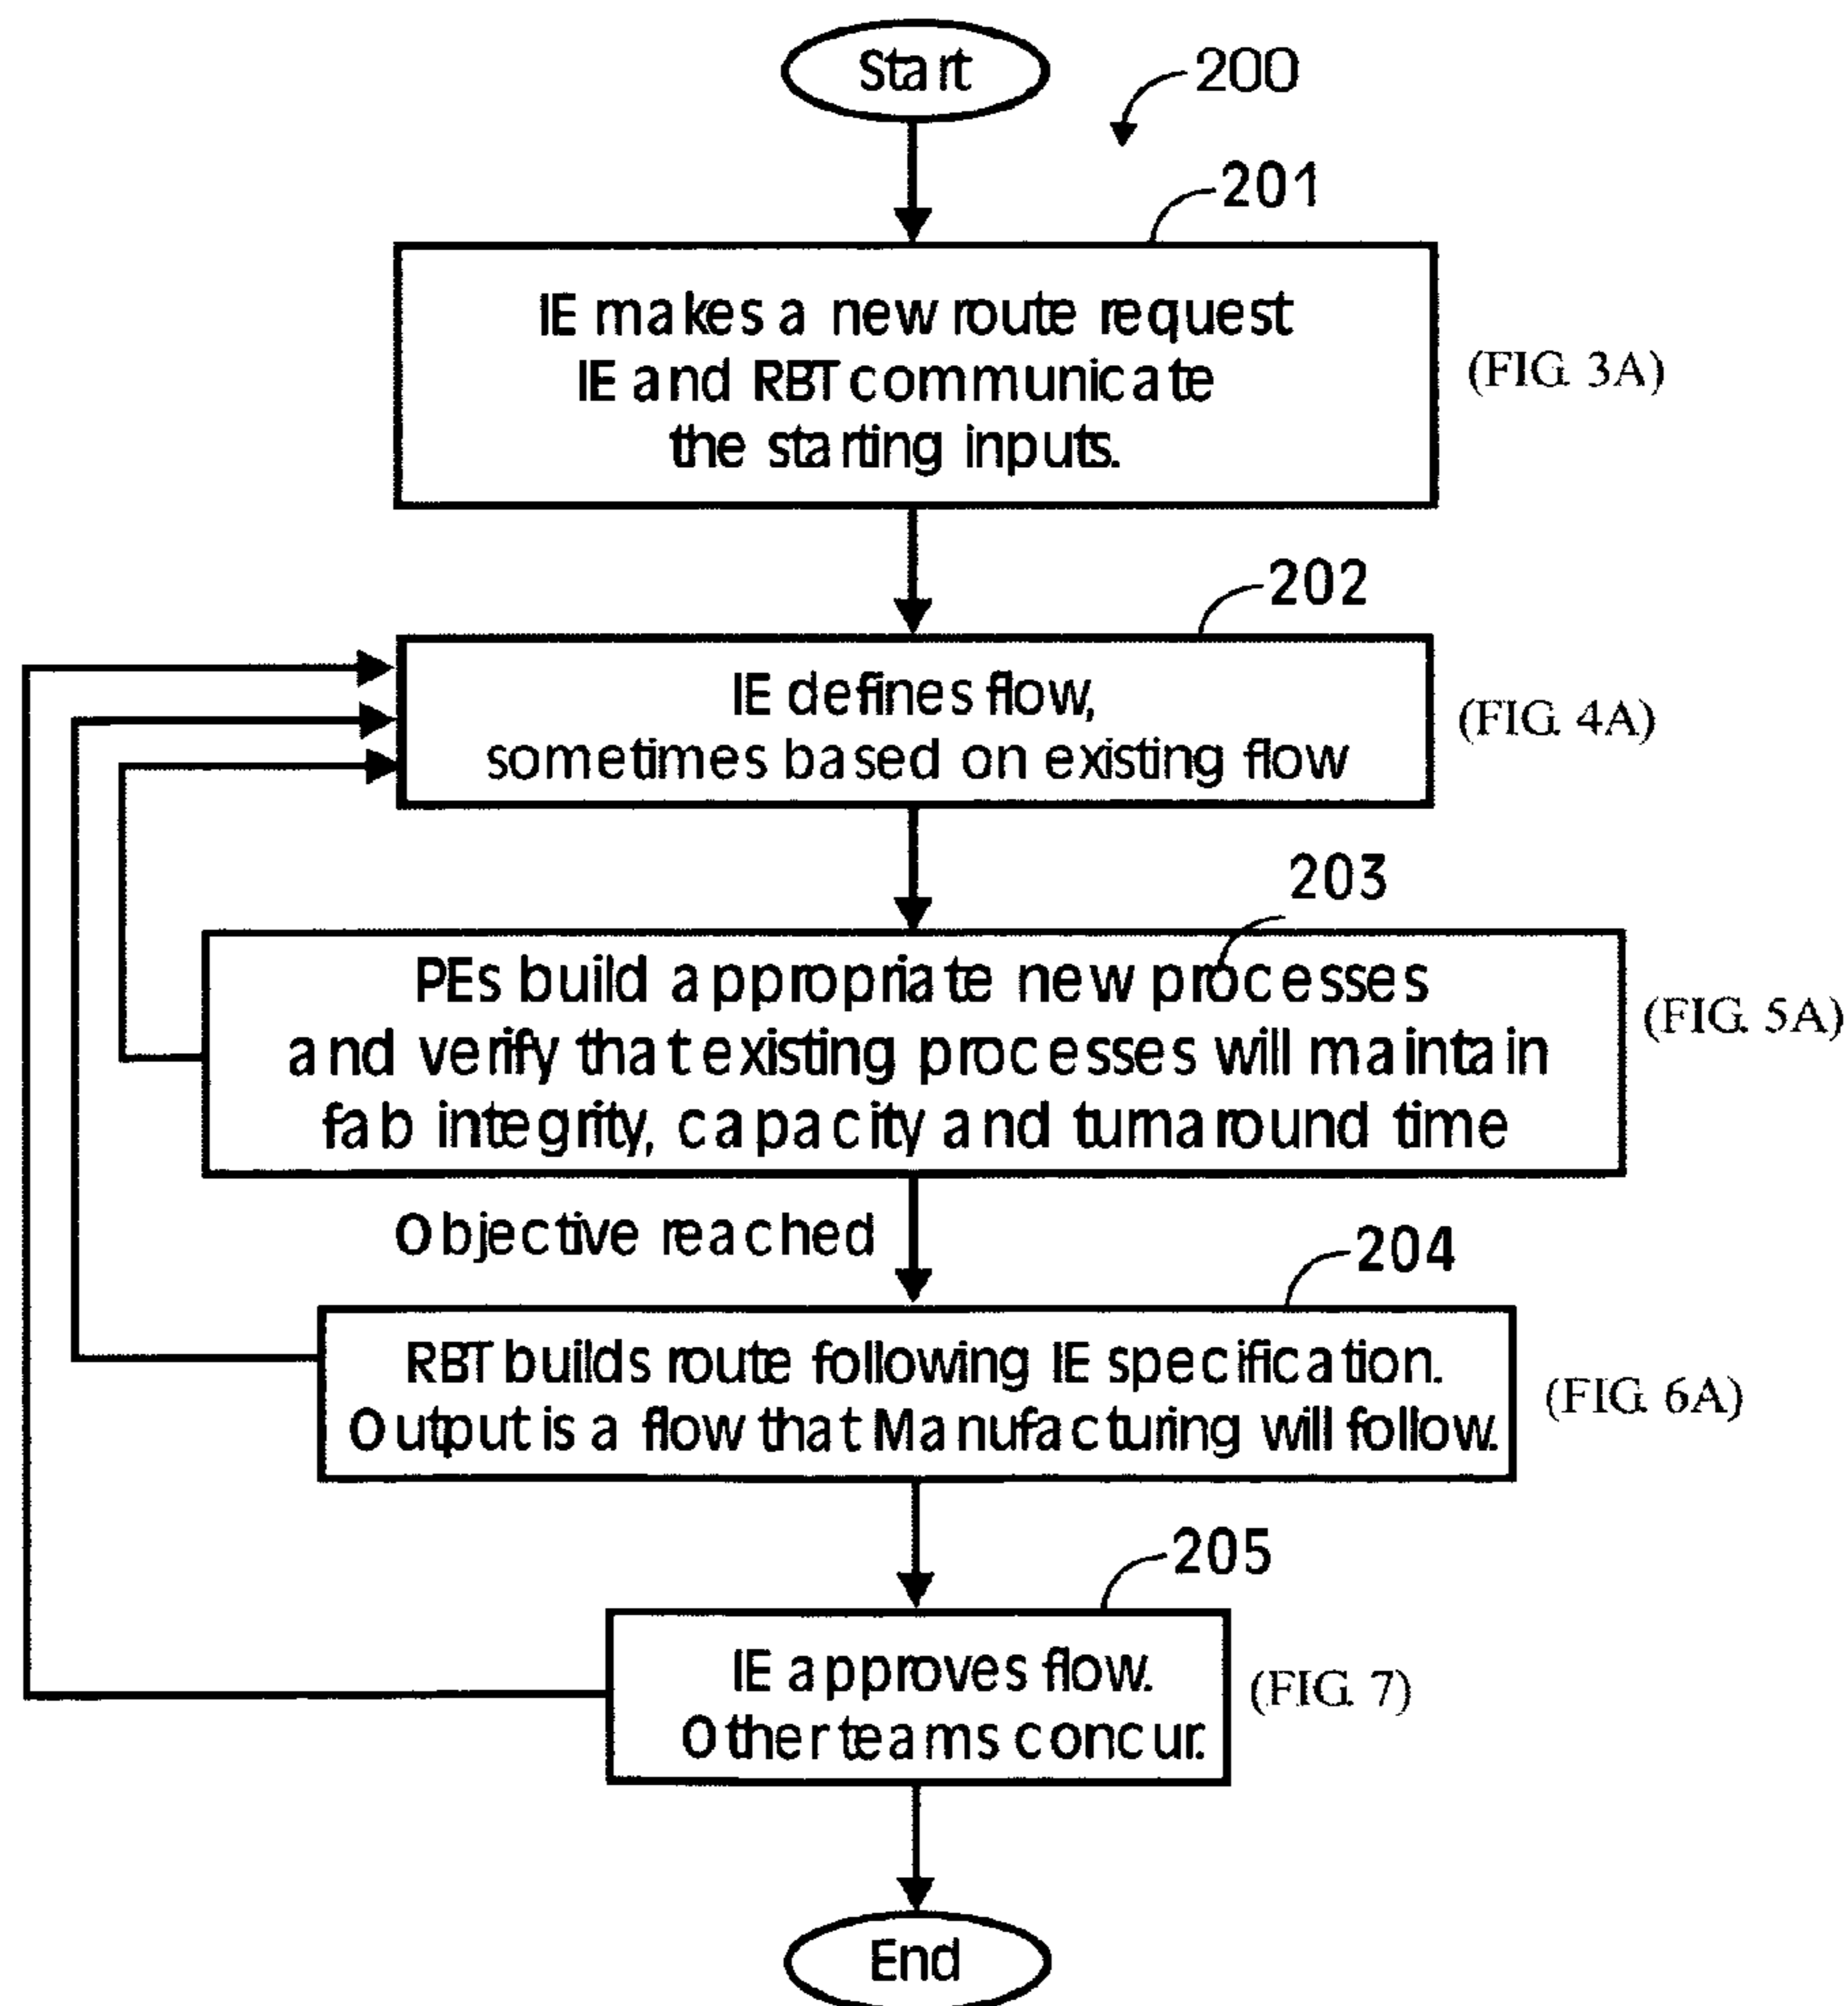 Start
200
201
IE makes a new route request
IE and RBT communicate
the starting inputs.
(FIG. 3A)
202
IE defines flow,
sometimes based on existing flow
(FIG. 4A)
203
PEs build appropriate new processes
and verify that existing processes will maintain
fab integrity, capacity and turnaround time
(FIG. 5A)
Objective reached
204
RBT builds route following IE specification.
Output is a flow that Manufacturing will follow.
(FIG. 6A)
205
IE approves flow.
Other teams concur.
(FIG. 7)
End